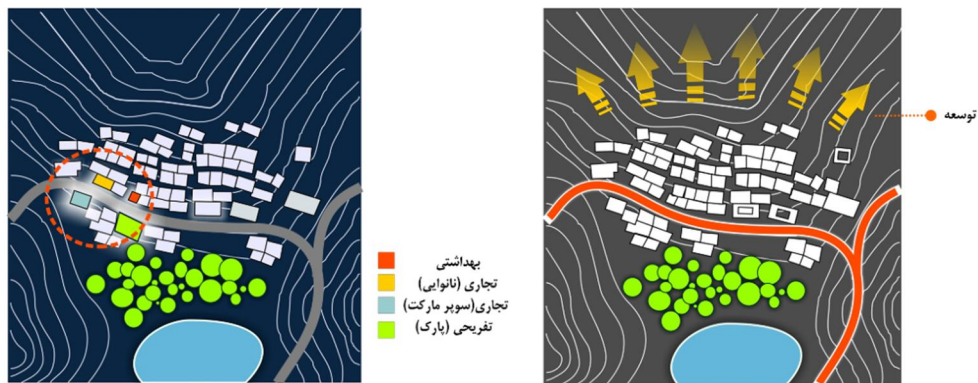 توسعه
بهداشتی
تجاری (نانوایی)
تجاری(سوپر مارکت)
تفریحی (پارک)